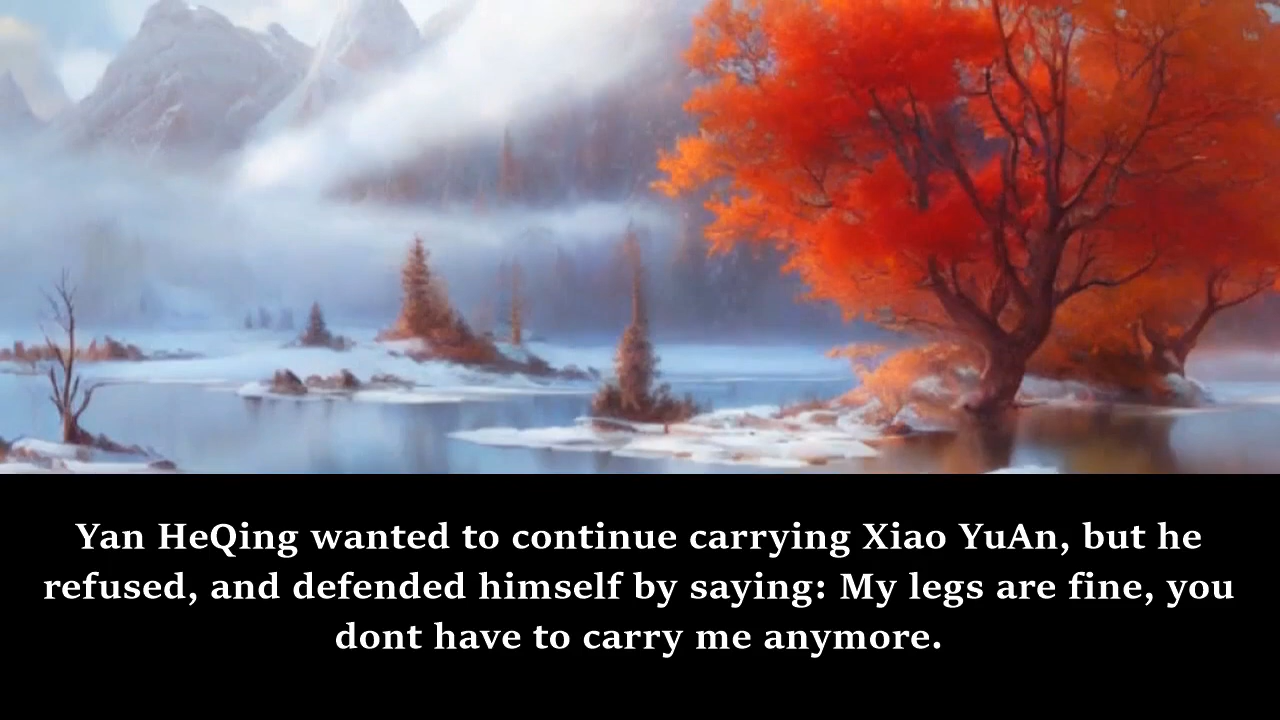 Yan HeQing wanted to continue carrying Xiao YuAn, but he
refused, and defended himself by saying: My legs are fine, you
dont have to carry me anymore.